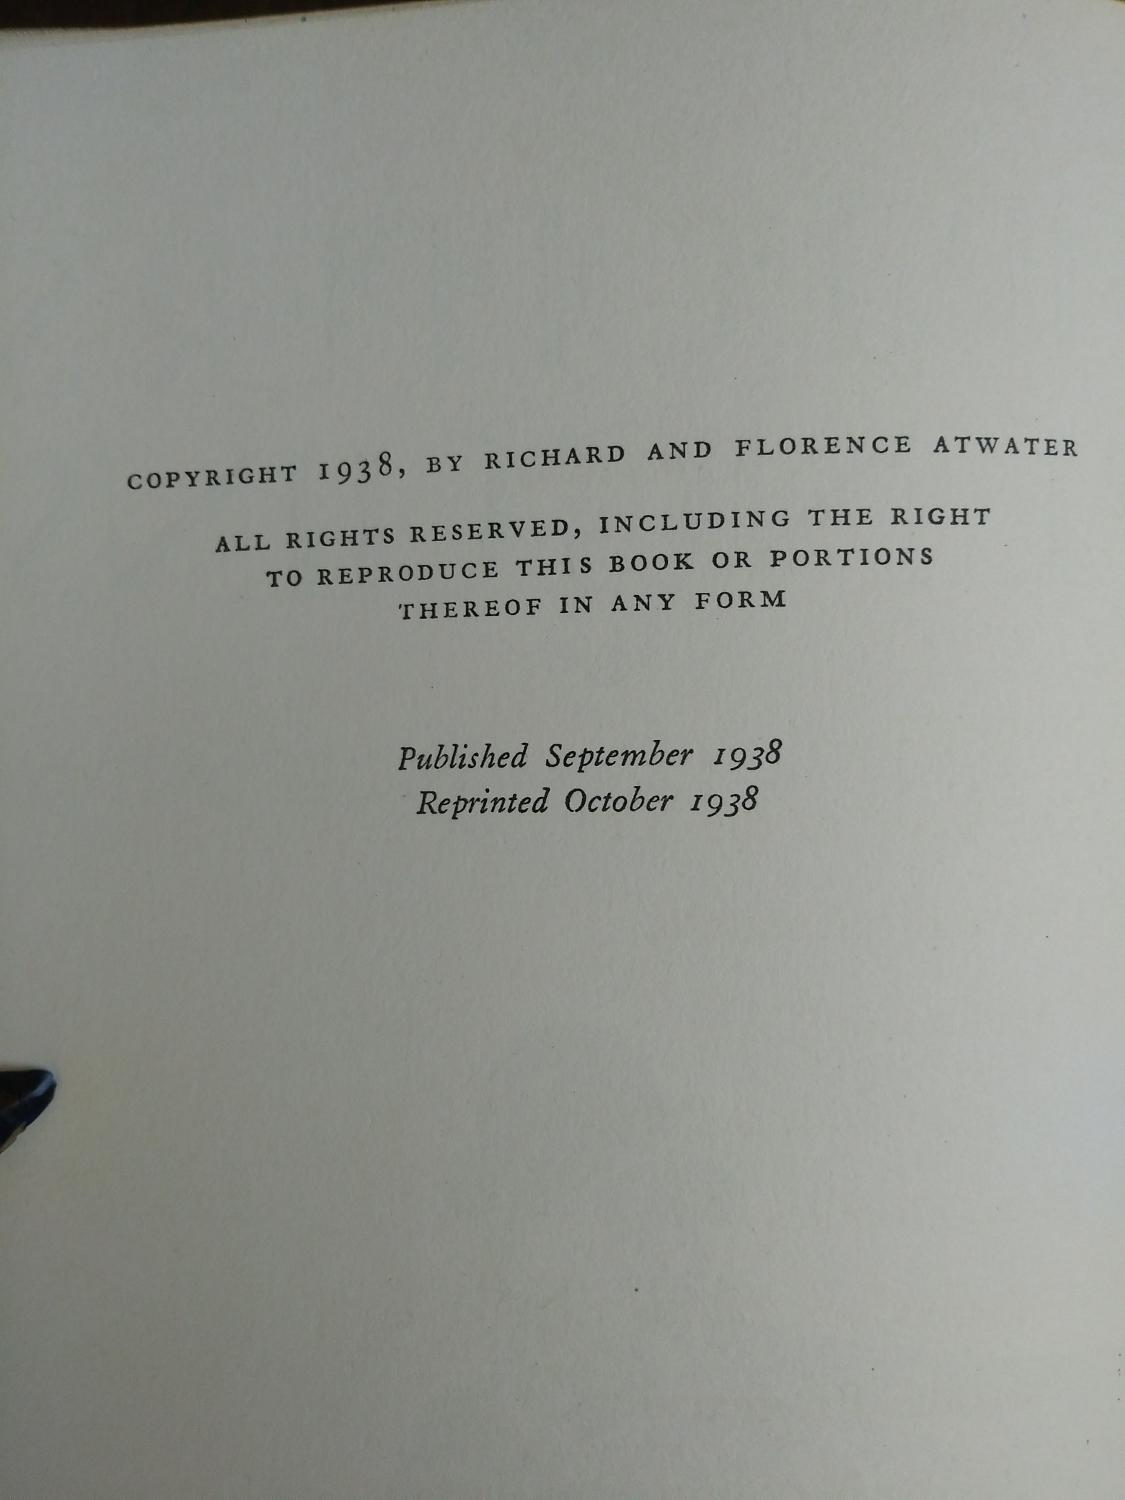 COPYRIGHT 1938, BY RICHARD AND FLORENCE ATWATER
ALL RIGHTS RESERVED, INCLUDING THE RIGHT
TO REPRODUCE THIS BOOK OR PORTIONS
THEREOF IN ANY FORM
Published September 1938
Reprinted October 1938